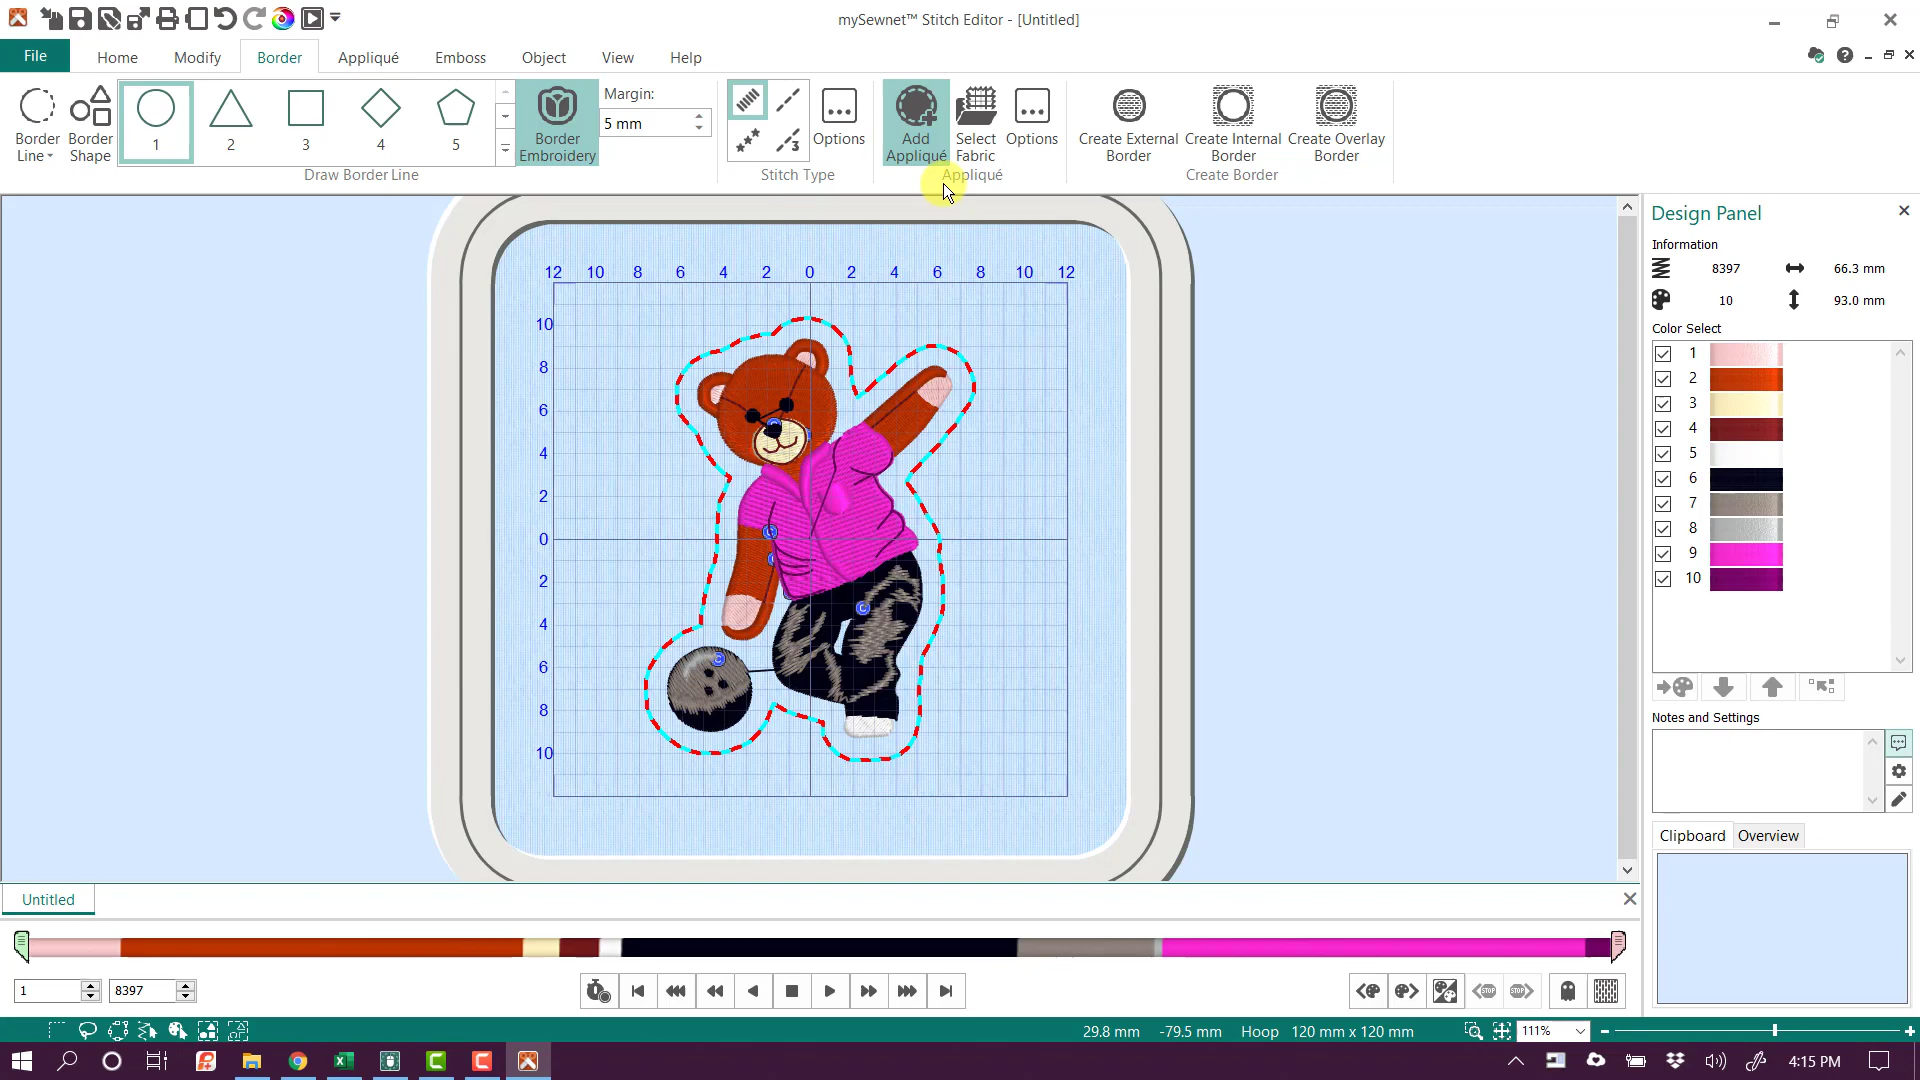 mySewnet™ Stitch Editor - [Untitled]
File Home Modify Border Appliqué Emboss Object View Help
Border Line
Border Shape
1 2 3 4 5
Border Embroidery
Margin:
5 mm
Options
Add Appliqué
Select Fabric
Options
Create External Border
Create Internal Border
Create Overlay Border
Draw Border Line
Stitch Type
Appliqué
Create Border
Design Panel
Information
8397 66.3 mm
10 93.0 mm
Color Select
1
2
3
4
5
6
7
8
9
10
12 10 8 6 4 2 0 2 4 6 8 10 12
10
8
6
4
2
0
2
4
6
8
10
Notes and Settings
Clipboard Overview
Untitled
1 8397
STOP STOP
29.8 mm -79.5 mm Hoop 120 mm x 120 mm 111%
4:15 PM